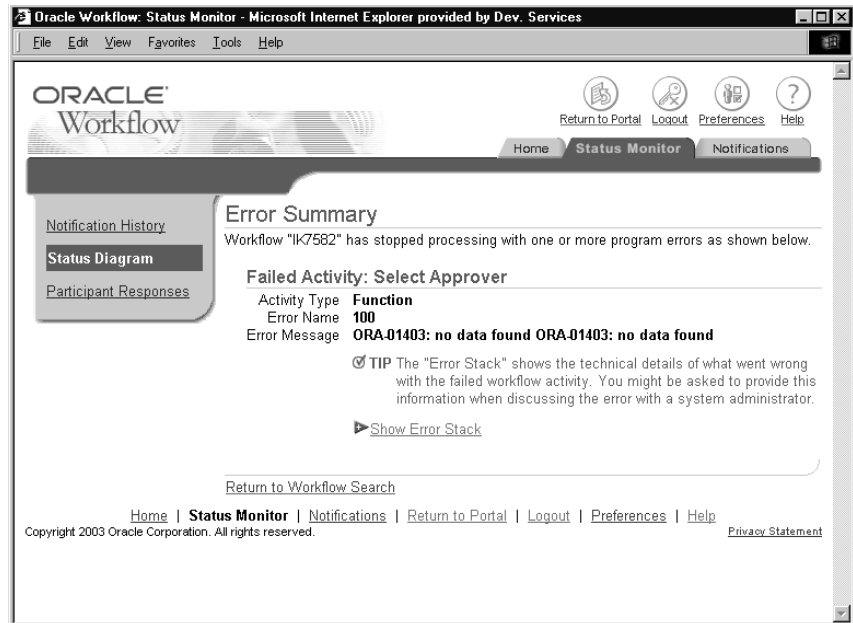 Oracle Workflow: Status Monitor - Microsoft Internet Explorer provided by Dev. Services
File Edit View Favorites Tools Help
ORACLE
Workflow
Return to Portal Logout Preferences Help
Home Status Monitor Notifications
Notification History
Status Diagram
Participant Responses
Error Summary
Workflow "IK7582" has stopped processing with one or more program errors as shown below.
Failed Activity: Select Approver
Activity Type Function
Error Name 100
Error Message ORA-01403: no data found ORA-01403: no data found
TIP The "Error Stack" shows the technical details of what went wrong
with the failed workflow activity. You might be asked to provide this
information when discussing the error with a system administrator.
Show Error Stack
Return to Workflow Search
Home | Status Monitor | Notifications | Return to Portal | Logout | Preferences | Help
Copyright 2003 Oracle Corporation. All rights reserved.
Privacy Statement